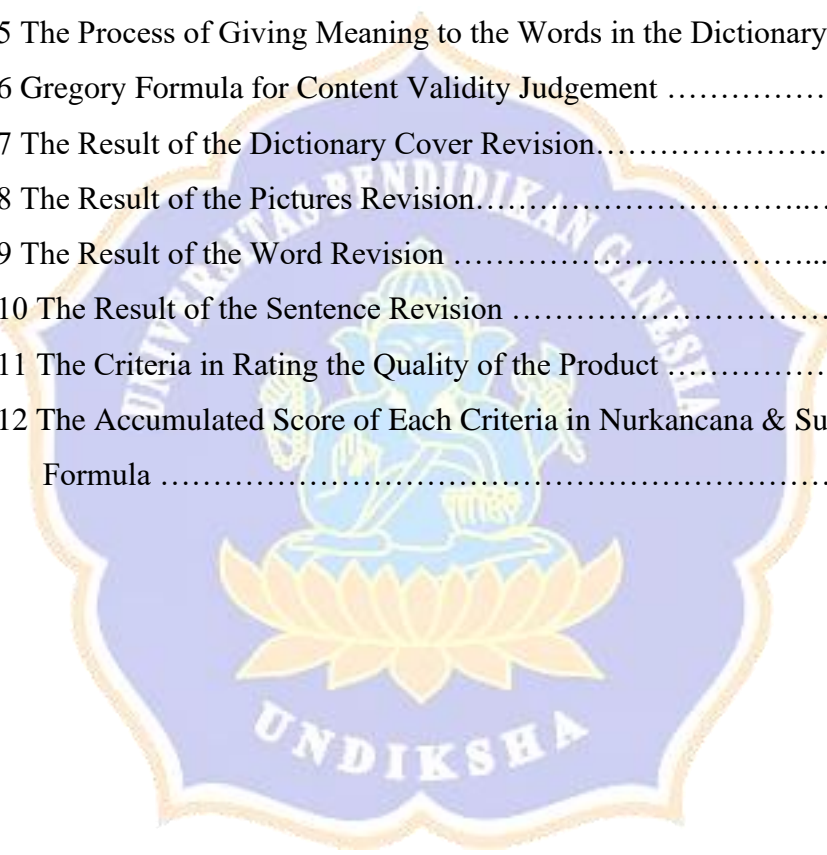 5 The Process of Giving Meaning to the Words in the Dictionary
6 Gregory Formula for Content Validity Judgement ……………
7 The Result of the Dictionary Cover Revision………………….
8 The Result of the Pictures Revision…………………………..…
9 The Result of the Word Revision ……………………………...
10 The Result of the Sentence Revision …………………………
11 The Criteria in Rating the Quality of the Product ……………
12 The Accumulated Score of Each Criteria in Nurkancana & Su
Formula …………………………………………………………
UNIVERSITAS PENDIDIKAN GANESHA
UNDIKSHA